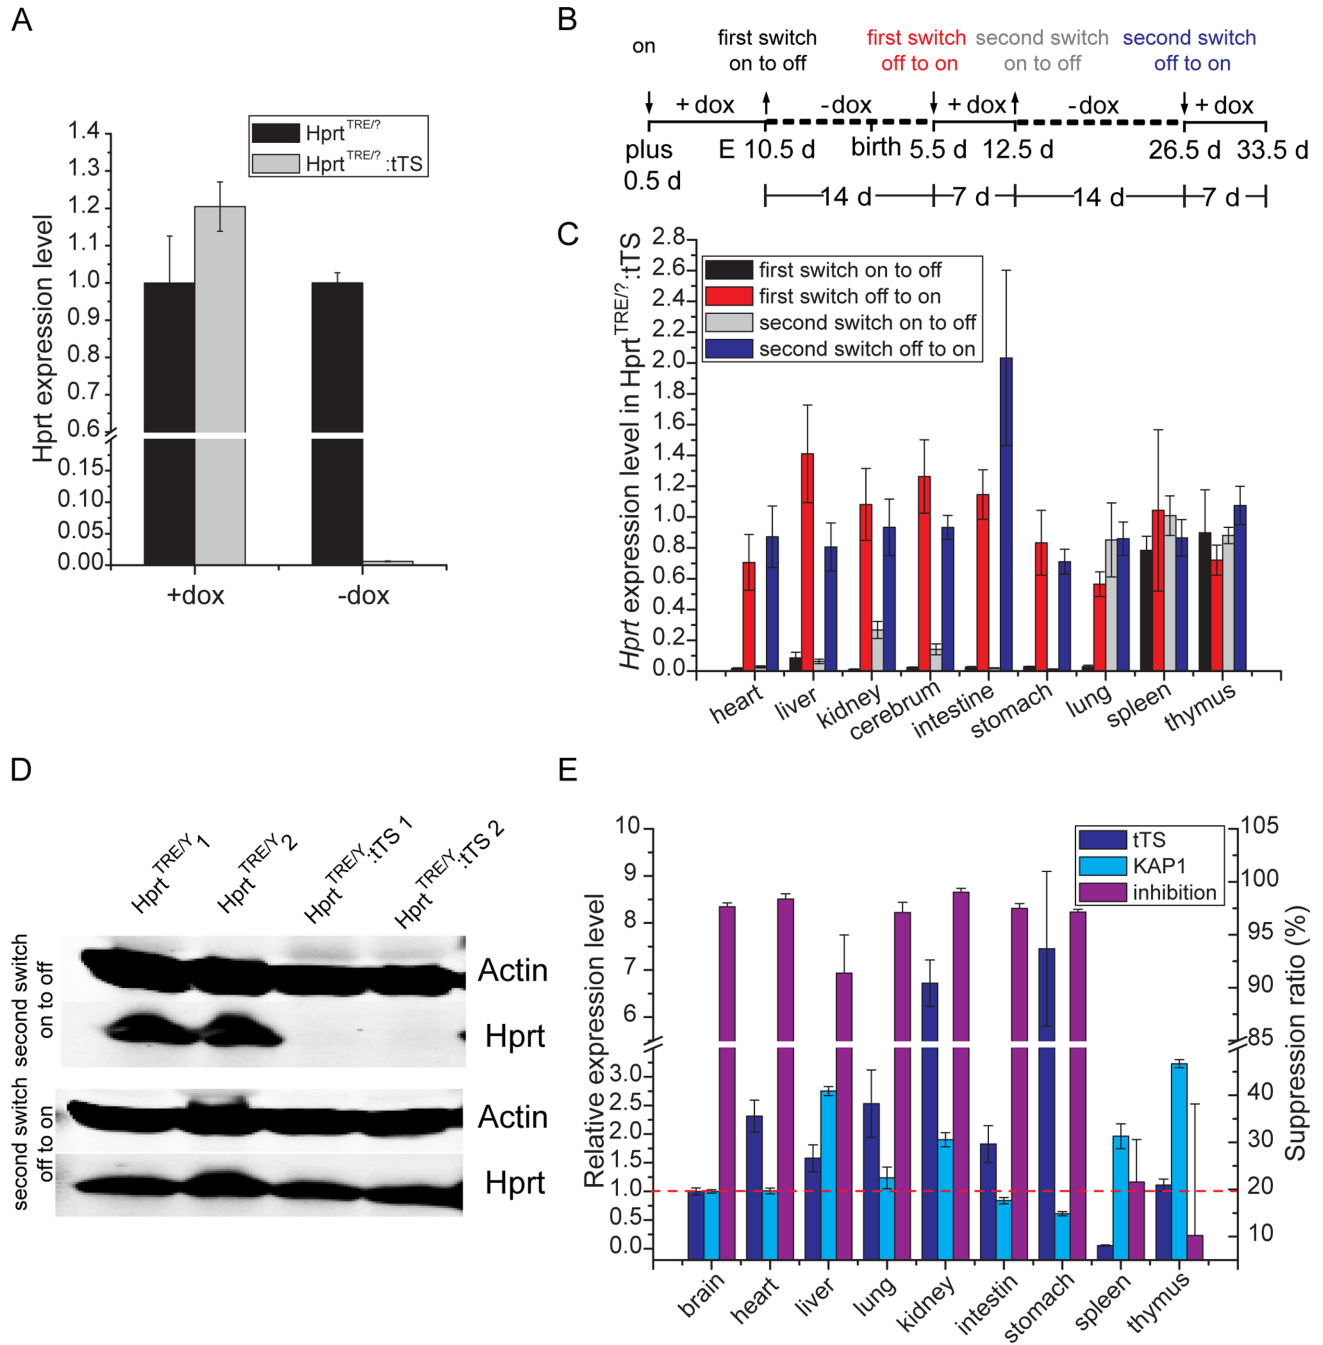 A
Hprt expression level
1.4
1.3
1.2
1.1
1.0
0.9
0.8
0.7
0.6
0.15
0.10
0.05
0.00
Hprt TRE/?
Hprt TRE/? :tTS
+dox
-dox
B
on
first switch on to off
first switch off to on
second switch on to off
second switch off to on
+ dox
-dox
+ dox
-dox
+ dox
plus 0.5 d
E 10.5 d
birth 5.5 d
12.5 d
26.5 d
33.5 d
14 d
7 d
14 d
7 d
C
Hprt expression level in Hprt TRE/? :tTS
2.8
2.6
2.4
2.2
2.0
1.8
1.6
1.4
1.2
1.0
0.8
0.6
0.4
0.2
0.0
first switch on to off
first switch off to on
second switch on to off
second switch off to on
heart
liver
kidney
cerebrum
intestine
stomach
lung
spleen
thymus
D
Hprt TRE/Y 1
Hprt TRE/Y 2
Hprt TRE/Y :tTS 1
Hprt TRE/Y :tTS 2
second switch on to off
Actin
Hprt
second switch off to on
Actin
Hprt
E
Relative expression level
10
9
8
7
6
3.0
2.5
2.0
1.5
1.0
0.5
0.0
tTS
KAP1
inhibition
105
100
95
90
85
40
30
20
10
Suppression ratio (%)
brain
heart
liver
lung
kidney
intestin
stomach
spleen
thymus